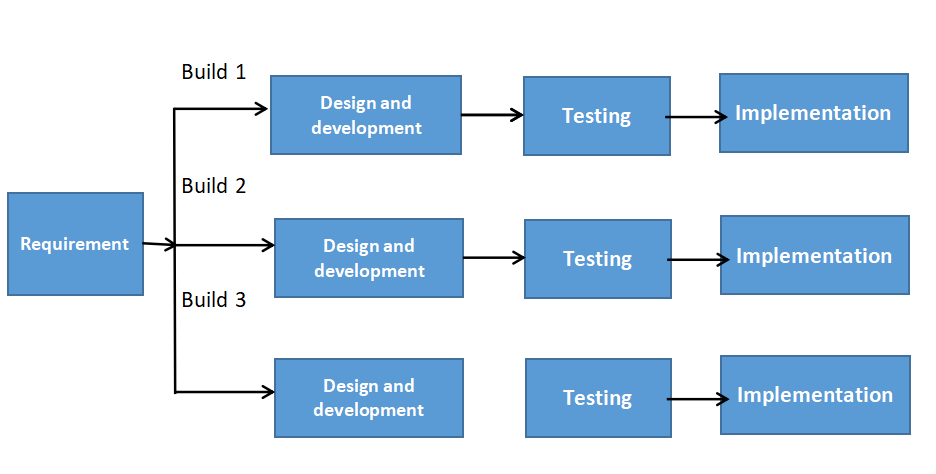 Build 1
Design and
development
Testing
Implementation
Requirement
Build 2
Design and
development
Testing
Implementation
Build 3
Design and
development
Testing
Implementation